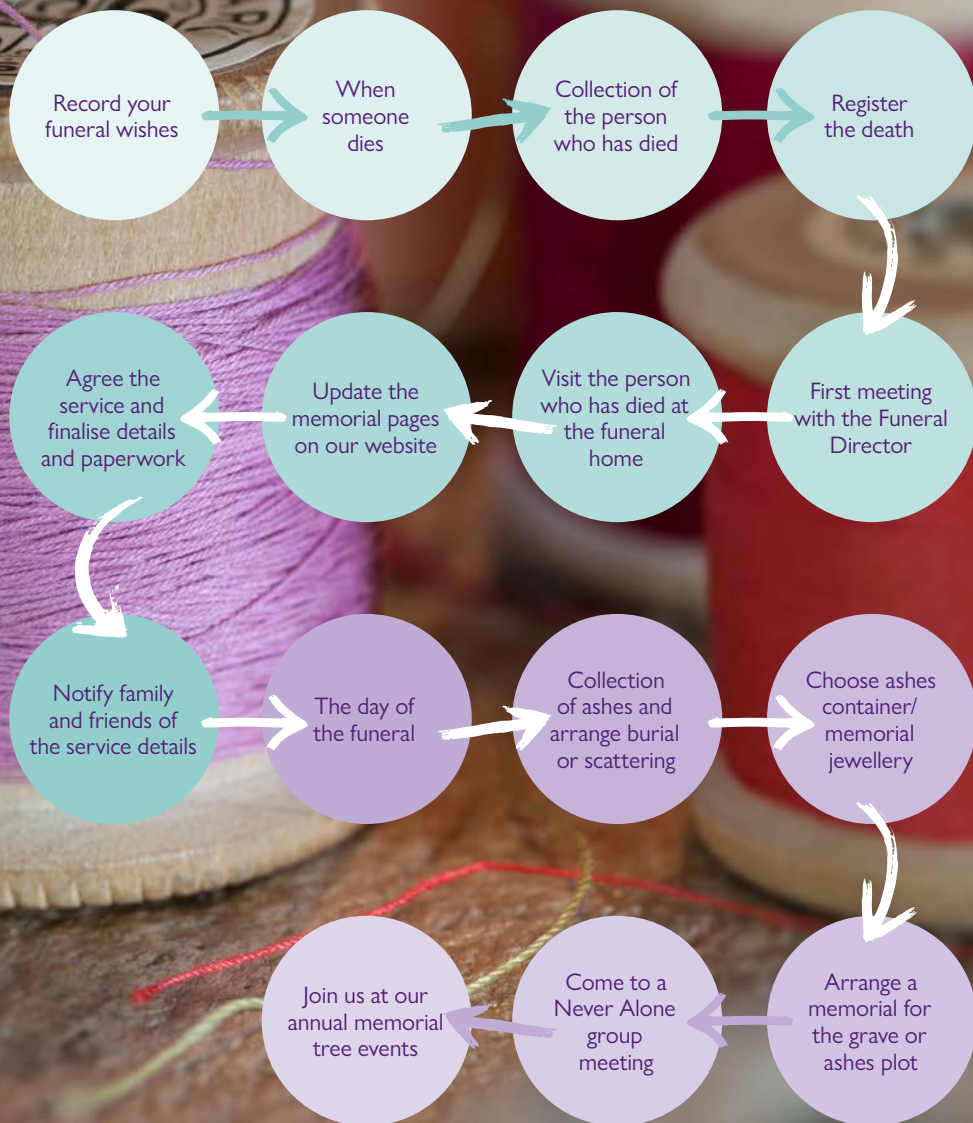 Record your
funeral wishes
When
someone
dies
Collection of
the person
who has died
Register
the death
First meeting
with the Funeral
Director
Visit the person
who has died at
the funeral
home
Update the
memorial pages
on our website
Agree the
service and
finalise details
and paperwork
Notify family
and friends of
the service details
The day of
the funeral
Collection
of ashes and
arrange burial
or scattering
Choose ashes
container/
memorial
jewellery
Arrange a
memorial for
the grave or
ashes plot
Come to a
Never Alone
group
meeting
Join us at our
annual memorial
tree events